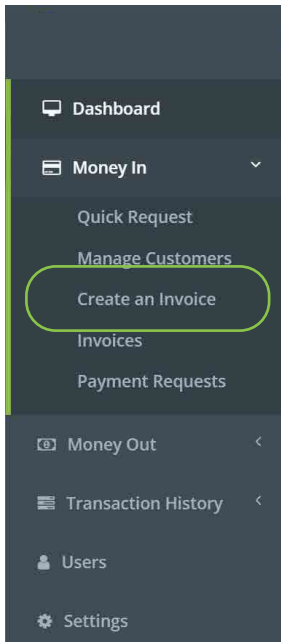 Dashboard
Money In
Quick Request
Manage Customers
Create an Invoice
Invoices
Payment Requests
Money Out
Transaction History
Users
Settings